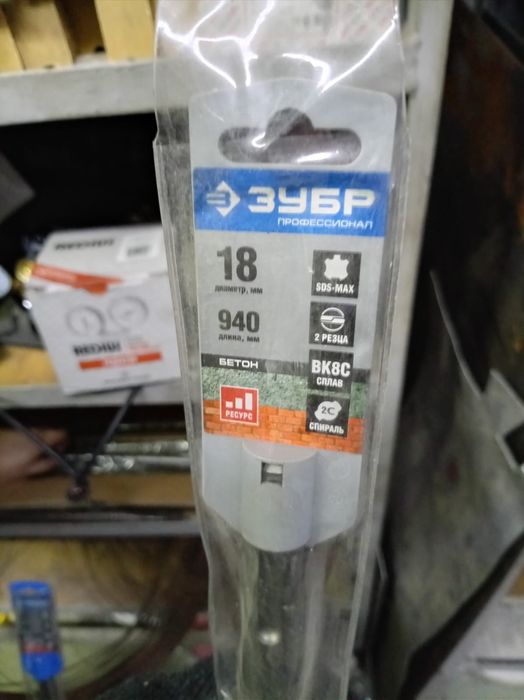 ЗУБР
ПРОФЕССИОНАЛ
18
диаметр, мм
SDS-MAX
940
длина, мм
2 РЕЗЦА
БЕТОН
ВК8С
СПЛАВ
РЕСУРС
2С
СПИРАЛЬ